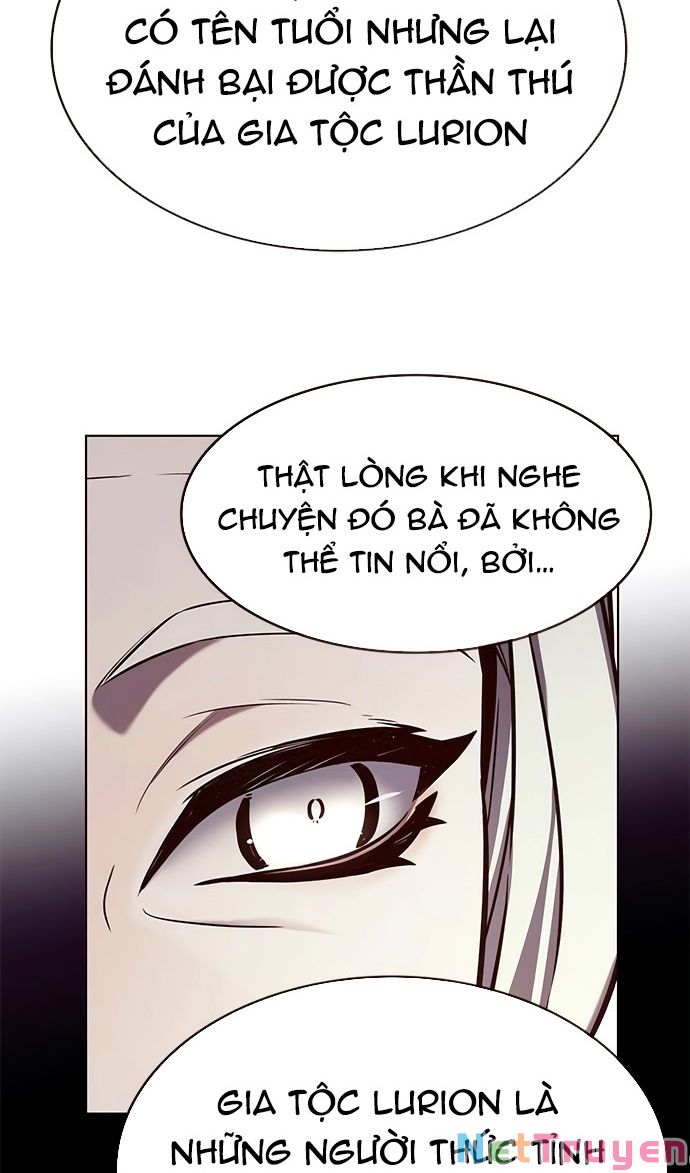 CÓ TÊN TUỔI NHƯNG LẠI
ĐÁNH BẠI ĐƯỢC THẦN THÚ
CỦA GIA TỘC LURION
THẬT LÒNG KHI NGHE
CHUYỆN ĐÓ BÀ ĐÃ KHÔNG
THỂ TIN NỔI, BỞI...
GIA TỘC LURION LÀ
NHỮNG NGƯỜI THỨC TỈNH
NetTruyen